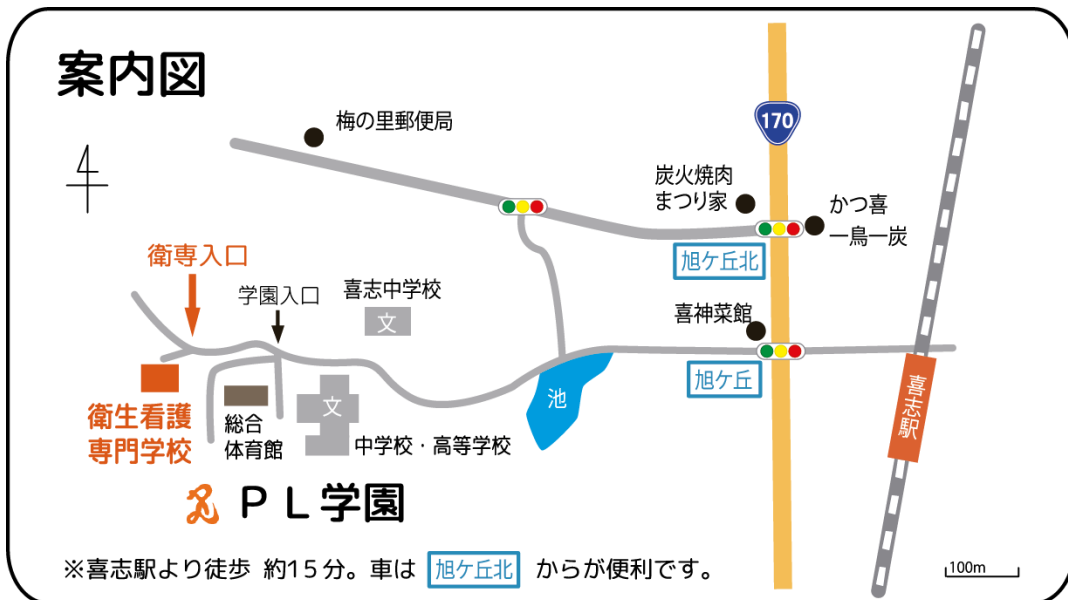 案内図
梅の里郵便局
170
炭火焼肉
まつり家
かつ喜
一鳥一炭
旭ケ丘北
衛専入口
学園入口
喜志中学校
文
喜神菜館
旭ケ丘
喜志駅
池
文
衛生看護
専門学校
総合
体育館
中学校・高等学校
PL学園
※喜志駅より徒歩 約15分。車は 旭ケ丘北 からが便利です。
100m